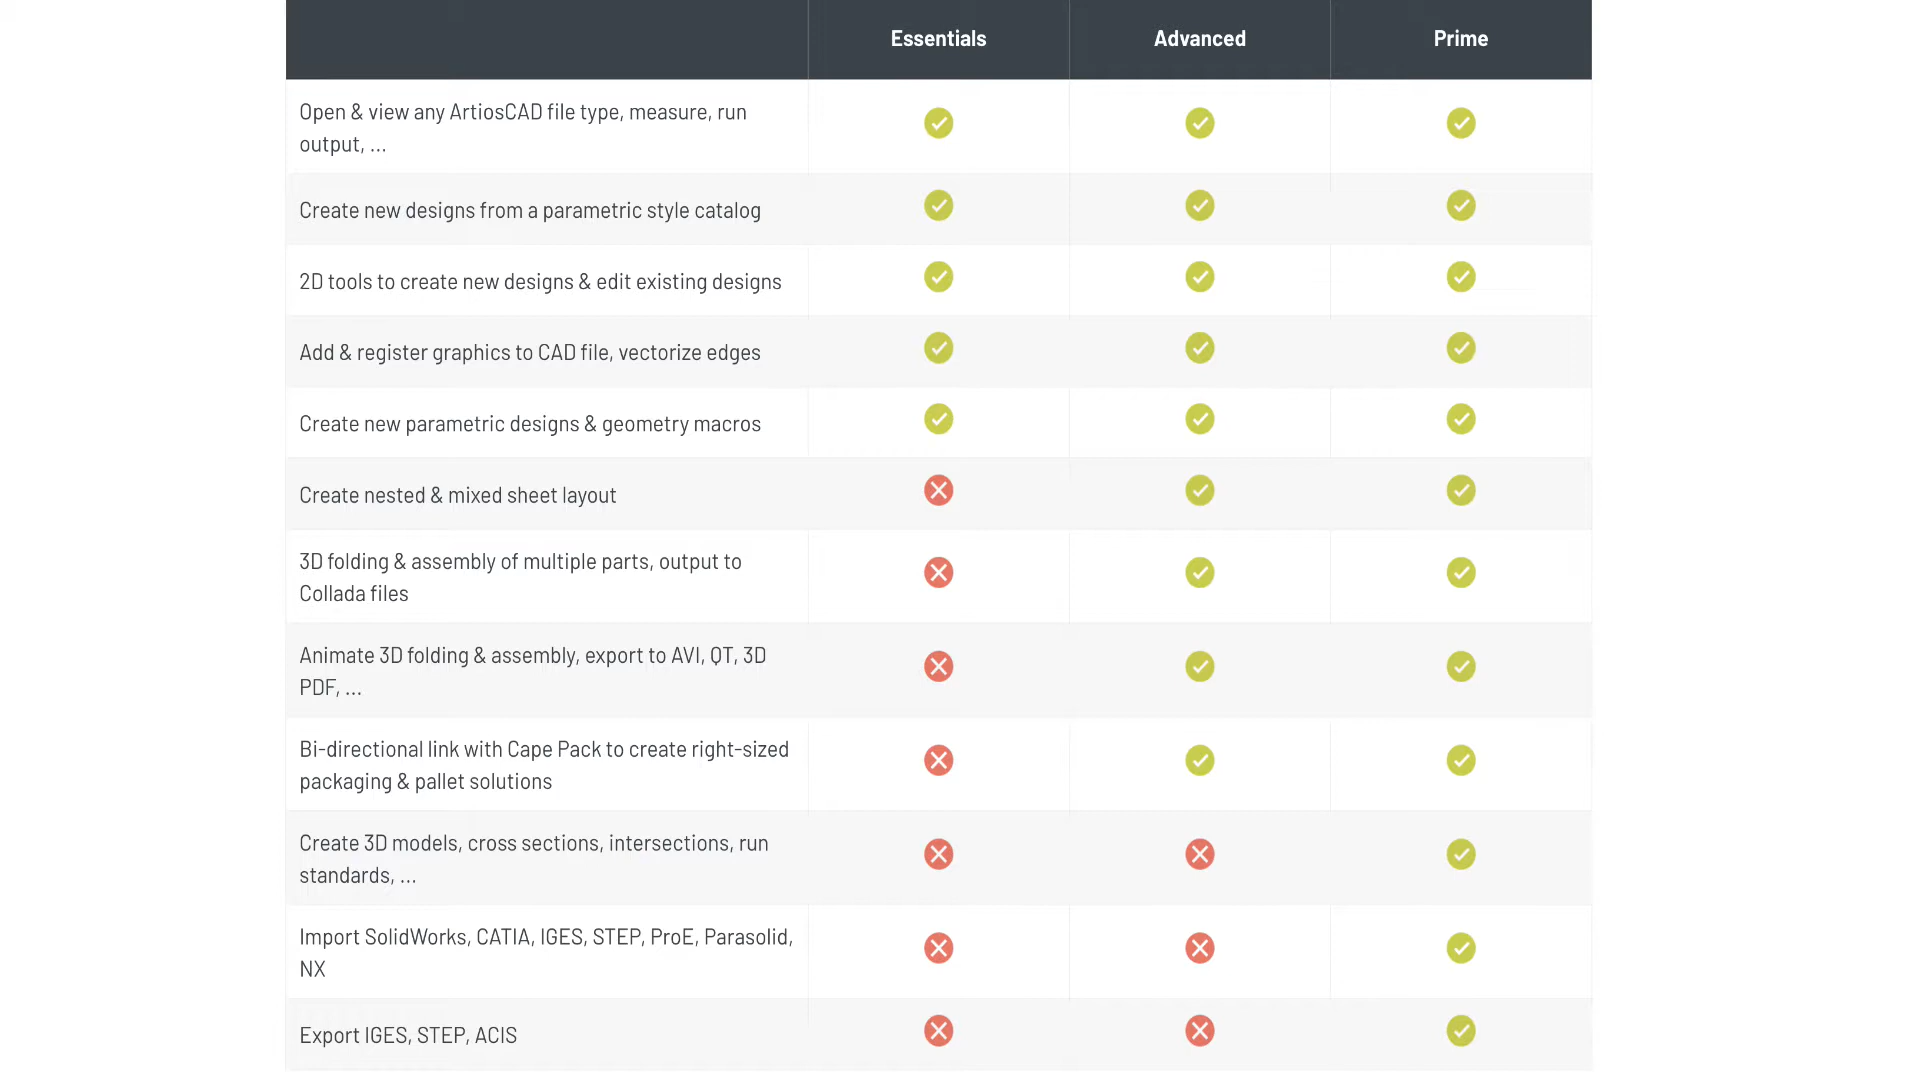 Essentials Advanced Prime
Open & view any ArtiosCAD file type, measure, run
output, ...
Create new designs from a parametric style catalog
2D tools to create new designs & edit existing designs
Add & register graphics to CAD file, vectorize edges
Create new parametric designs & geometry macros
Create nested & mixed sheet layout
3D folding & assembly of multiple parts, output to
Collada files
Animate 3D folding & assembly, export to AVI, QT, 3D
PDF, ...
Bi-directional link with Cape Pack to create right-sized
packaging & pallet solutions
Create 3D models, cross sections, intersections, run
standards, ...
Import SolidWorks, CATIA, IGES, STEP, ProE, Parasolid,
NX
Export IGES, STEP, ACIS